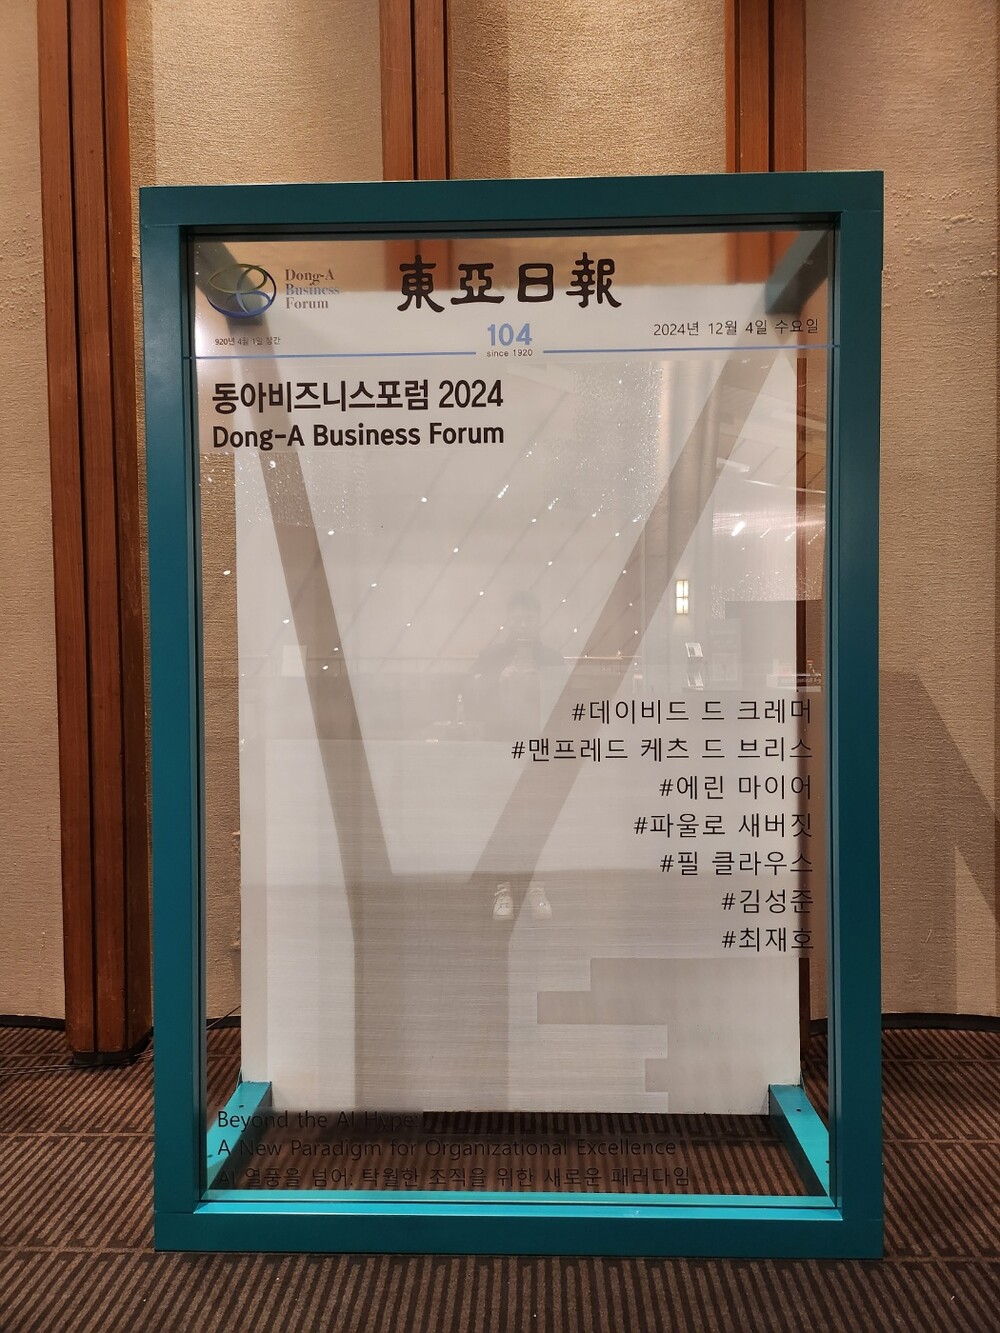 Dong-A
Business
Forum
東亞日報
920년 4월 1일 창간
104
since 1920
2024년 12월 4일 수요일
동아비즈니스포럼 2024
Dong-A Business Forum
#데이비드 드 크레머
#맨프레드 케츠 드 브리스
#에린 마이어
#파울로 새버짓
#필 클라우스
#김성준
#최재호
Beyond the AI Hype:
A New Paradigm for Organizational Excellence
AI 열풍을 넘어: 탁월한 조직을 위한 새로운 패러다임